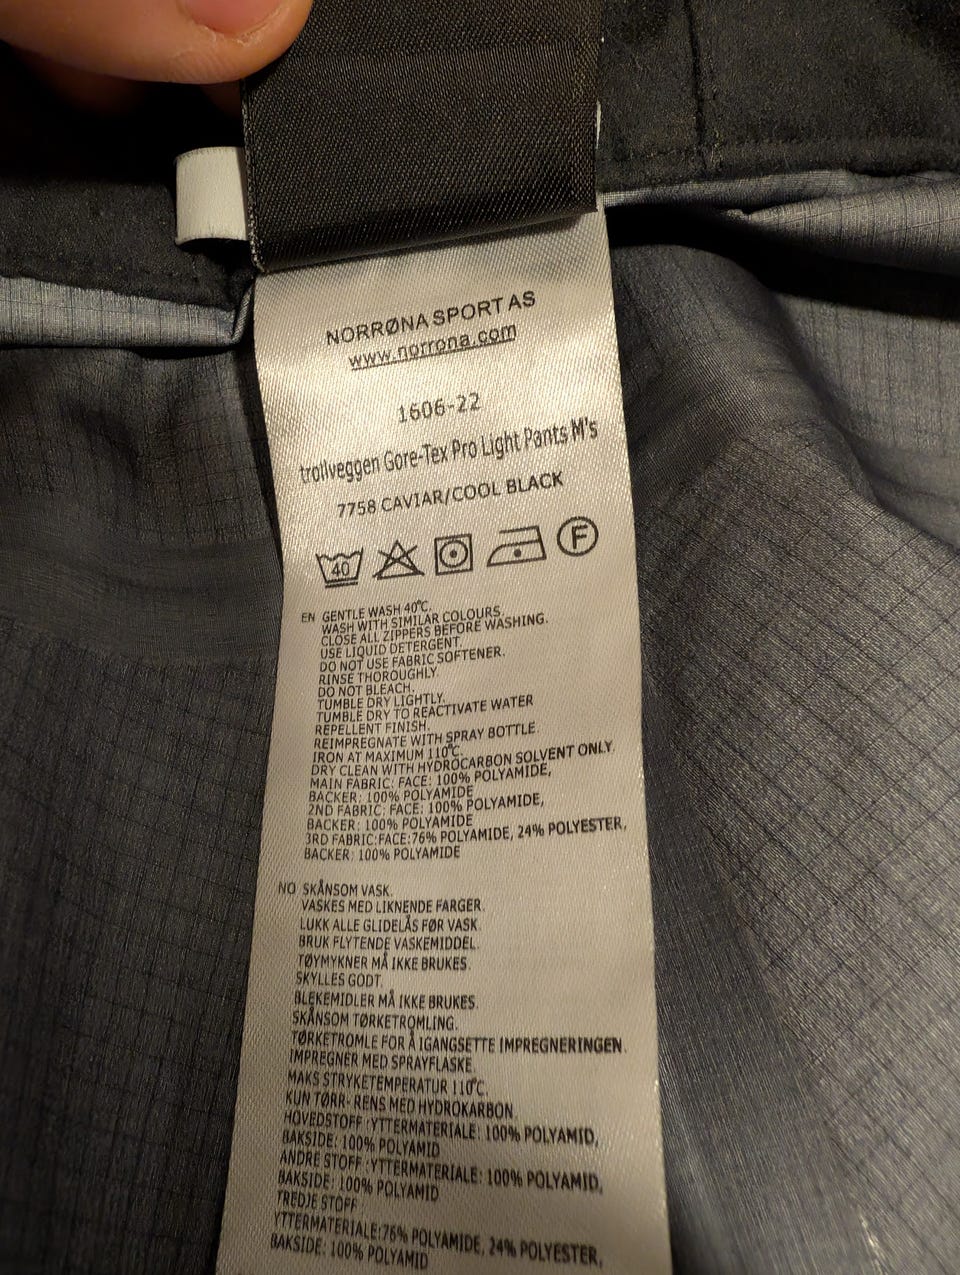 NORRØNA SPORT AS
www.norrona.com
1606-22
trollveggen Gore-Tex Pro Light Pants M's
7758 CAVIAR/COOL BLACK
40
F
EN GENTLE WASH 40°C.
WASH WITH SIMILAR COLOURS.
CLOSE ALL ZIPPERS BEFORE WASHING.
USE LIQUID DETERGENT.
DO NOT USE FABRIC SOFTENER.
RINSE THOROUGHLY.
DO NOT BLEACH.
TUMBLE DRY LIGHTLY.
TUMBLE DRY TO REACTIVATE WATER
REPELLENT FINISH.
REIMPREGNATE WITH SPRAY BOTTLE.
IRON AT MAXIMUM 110°C.
DRY CLEAN WITH HYDROCARBON SOLVENT ONLY.
MAIN FABRIC: FACE: 100% POLYAMIDE,
BACKER: 100% POLYAMIDE
2ND FABRIC: FACE: 100% POLYAMIDE,
BACKER: 100% POLYAMIDE
3RD FABRIC:FACE:76% POLYAMIDE, 24% POLYESTER,
BACKER: 100% POLYAMIDE
NO SKÅNSOM VASK.
VASKES MED LIKNENDE FARGER.
LUKK ALLE GLIDELÅS FØR VASK.
BRUK FLYTENDE VASKEMIDDEL.
TØYMYKNER MÅ IKKE BRUKES.
SKYLLES GODT.
BLEKEMIDLER MÅ IKKE BRUKES.
SKÅNSOM TØRKETROMLING.
TØRKETROMLE FOR Å IGANGSETTE IMPREGNERINGEN.
IMPREGNER MED SPRAYFLASKE.
MAKS STRYKETEMPERATUR 110°C.
KUN TØRR- RENS MED HYDROKARBON.
HOVEDSTOFF :YTTERMATERIALE: 100% POLYAMID,
BAKSIDE: 100% POLYAMID
ANDRE STOFF :YTTERMATERIALE: 100% POLYAMID,
BAKSIDE: 100% POLYAMID
TREDJE STOFF
YTTERMATERIALE:76% POLYAMIDE, 24% POLYESTER,
BAKSIDE: 100% POLYAMID